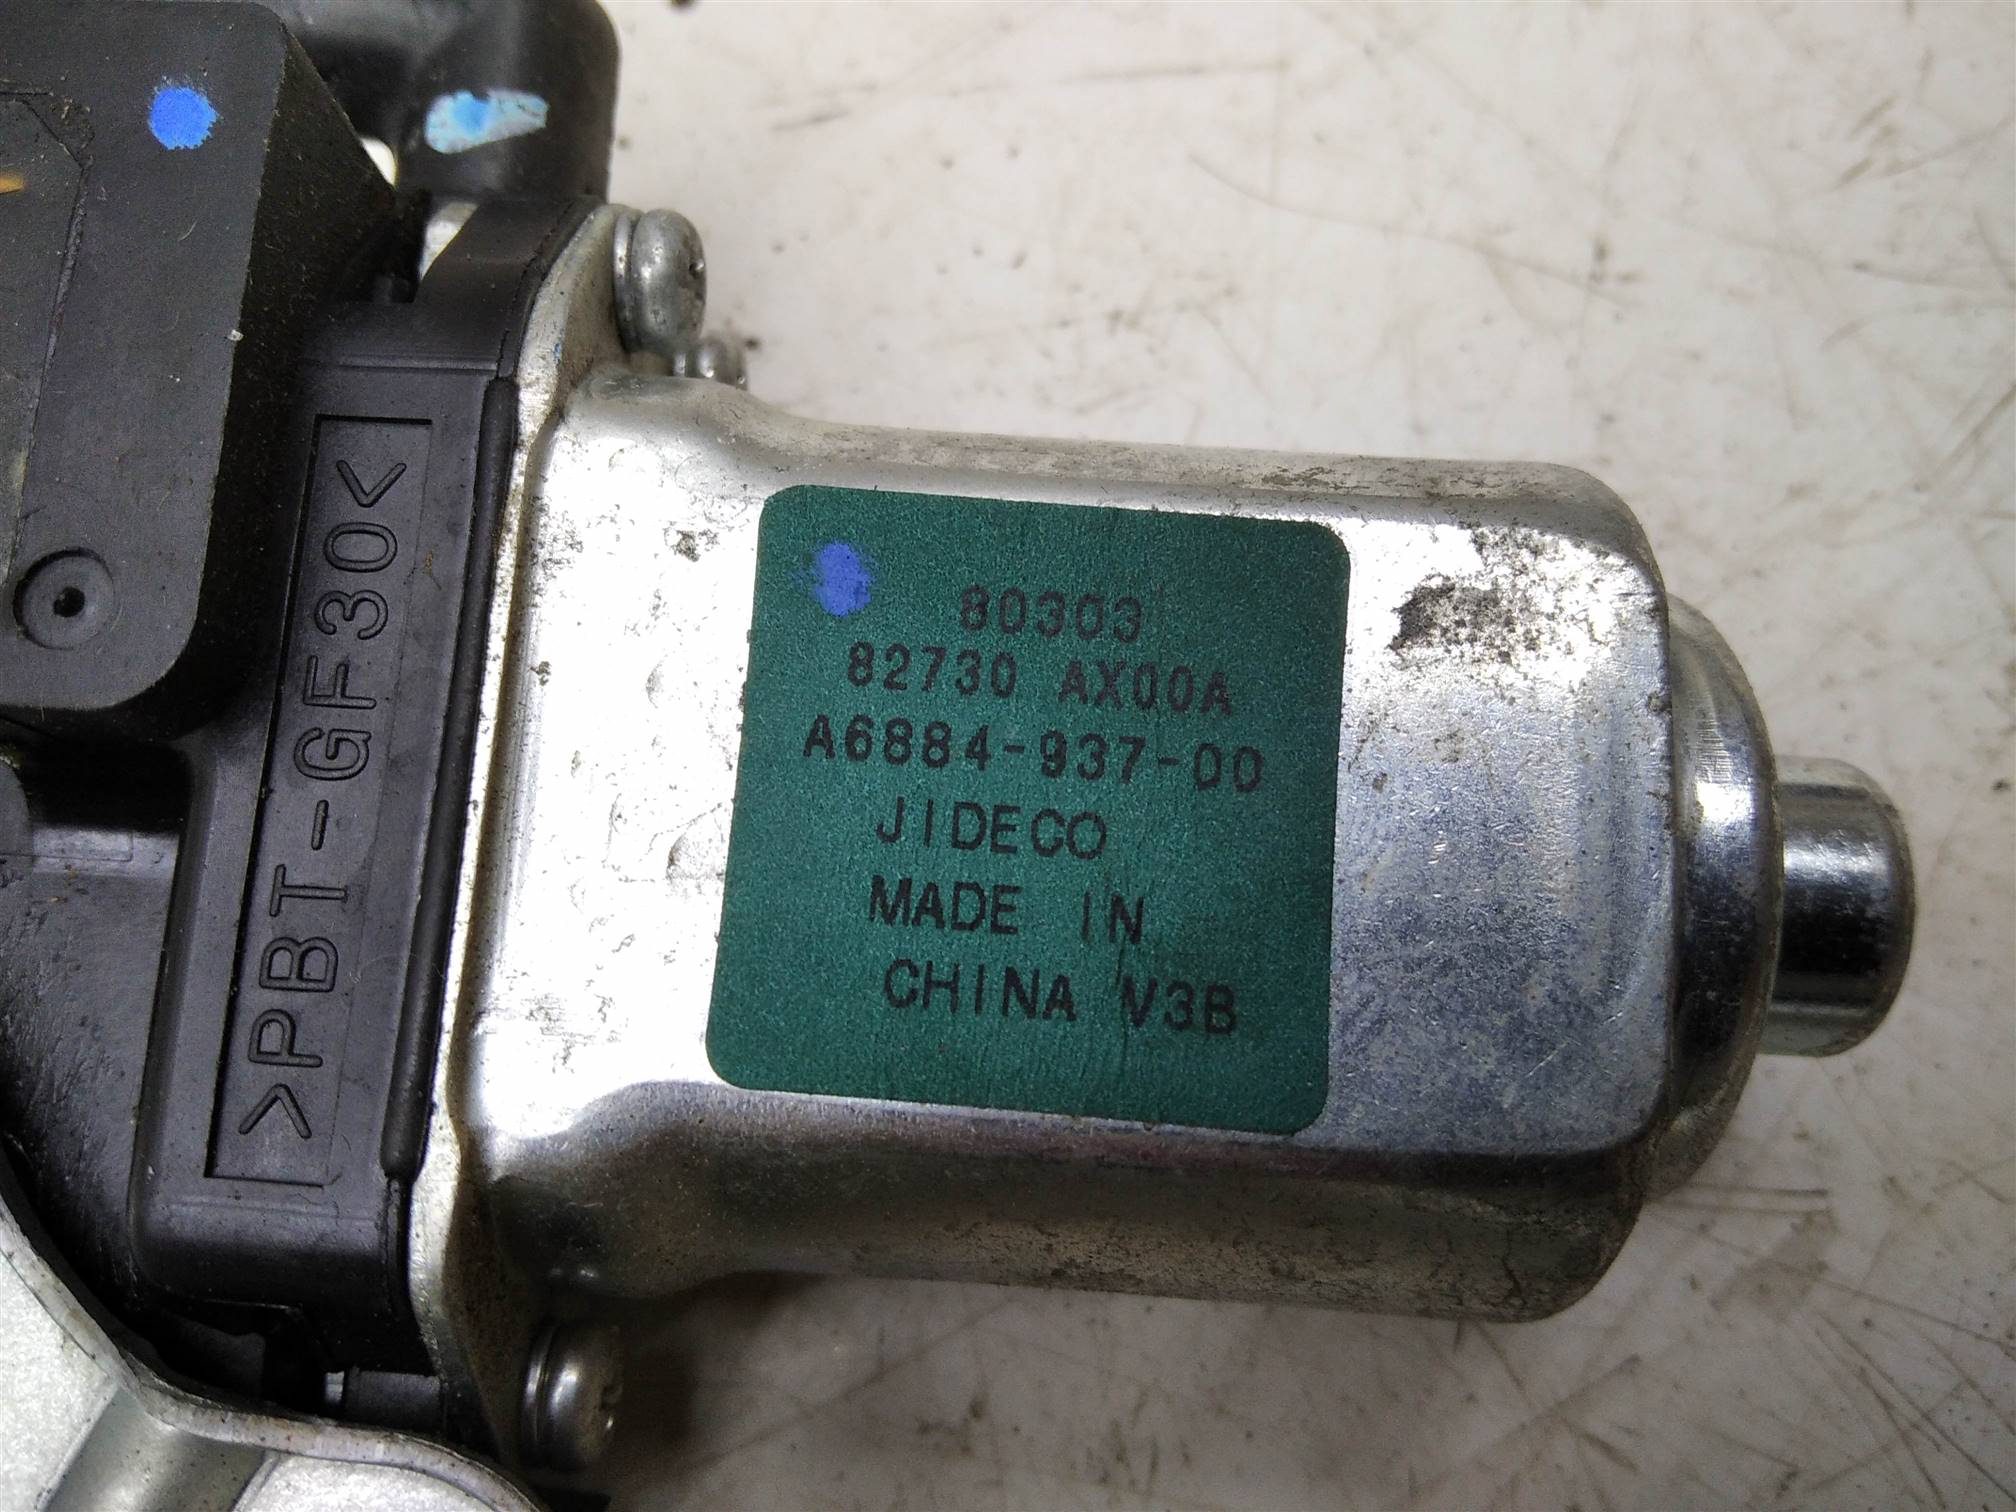 >PBT-GF30<
80303
82730 AX00A
A6884-937-00
JIDECO
MADE IN
CHINA V3B